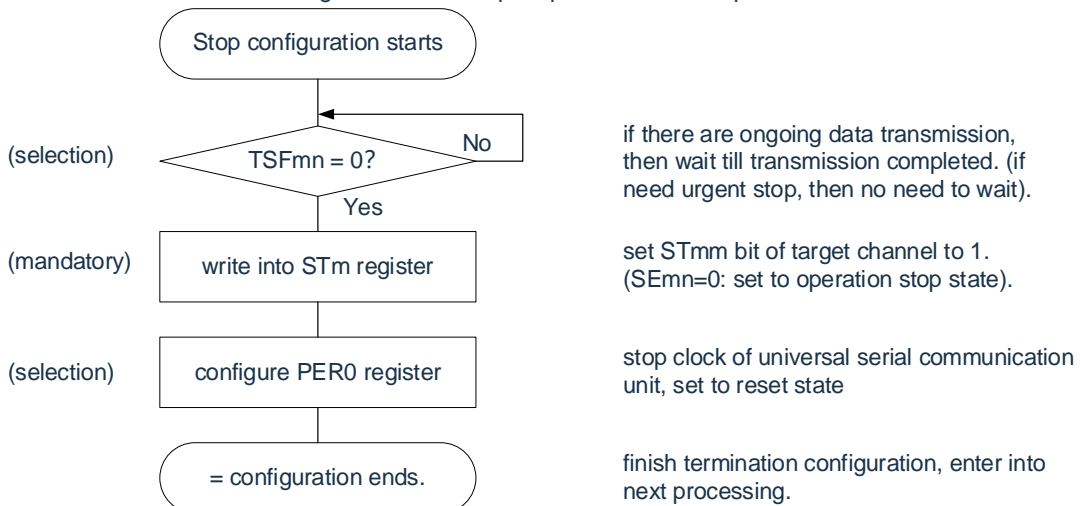 Stop configuration starts
No
(selection)
TSFmn = 0?
if there are ongoing data transmission,
then wait till transmission completed. (if
need urgent stop, then no need to wait).
Yes
(mandatory)
write into STm register
set STmm bit of target channel to 1.
(SEmn=0: set to operation stop state).
(selection)
configure PER0 register
stop clock of universal serial communication
unit, set to reset state
= configuration ends.
finish termination configuration, enter into
next processing.